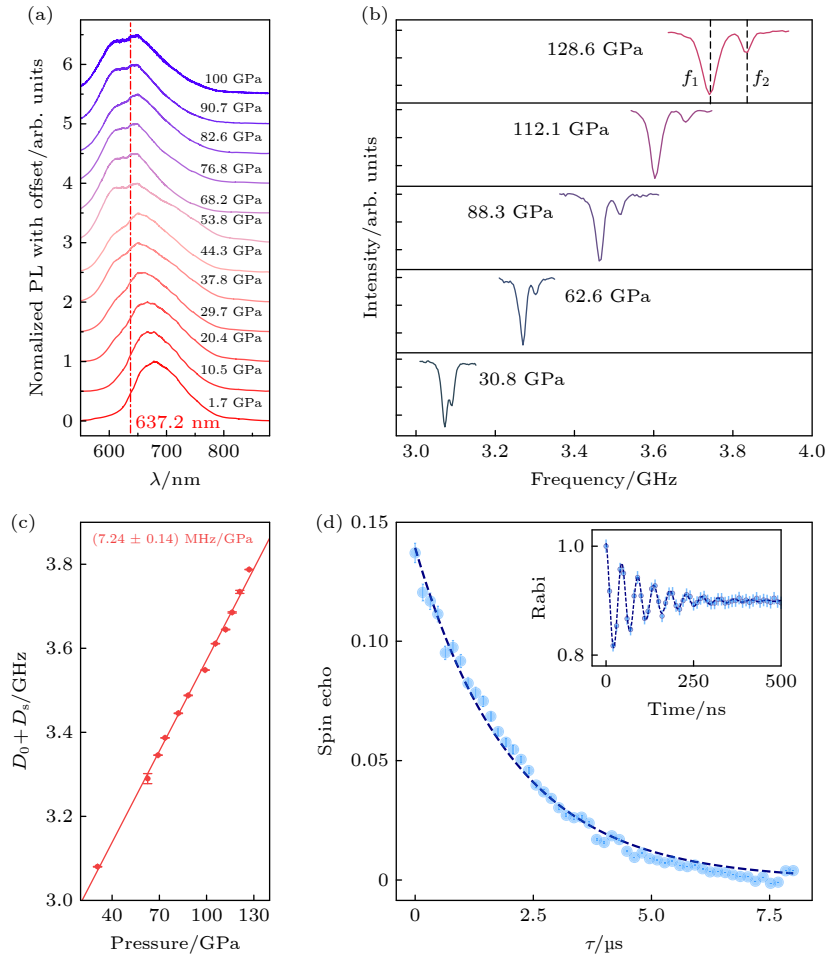 (a)
Nomalized PL with offset/arb. units
6
5
4
3
2
1
0
100 GPa
90.7 GPa
82.6 GPa
76.8 GPa
68.2 GPa
53.8 GPa
44.3 GPa
37.8 GPa
29.7 GPa
20.4 GPa
10.5 GPa
1.7 GPa
637.2 nm
600 700 800
λ/nm
(b)
Intensity/arb. units
128.6 GPa
f1 f2
112.1 GPa
88.3 GPa
62.6 GPa
30.8 GPa
3.0 3.2 3.4 3.6 3.8 4.0
Frequency/GHz
(c)
(7.24 ± 0.14) MHz/GPa
D0+Ds/GHz
3.8
3.6
3.4
3.2
3.0
40 70 100 130
Pressure/GPa
(d)
Spin echo
0.15
0.10
0.05
0
0 2.5 5.0 7.5
τ/µs
Rabi
1.0
0.8
0 250 500
Time/ns